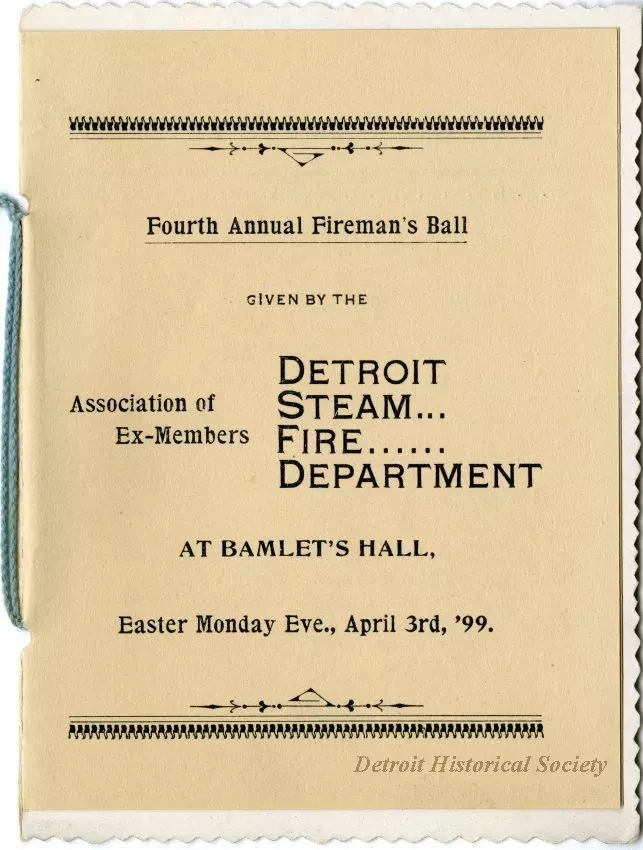 Fourth Annual Fireman's Ball
GIVEN BY THE
Association of
Ex-Members
DETROIT
STEAM...
FIRE......
DEPARTMENT
AT BAMLET'S HALL,
Easter Monday Eve., April 3rd, '99.
Detroit Historical Society